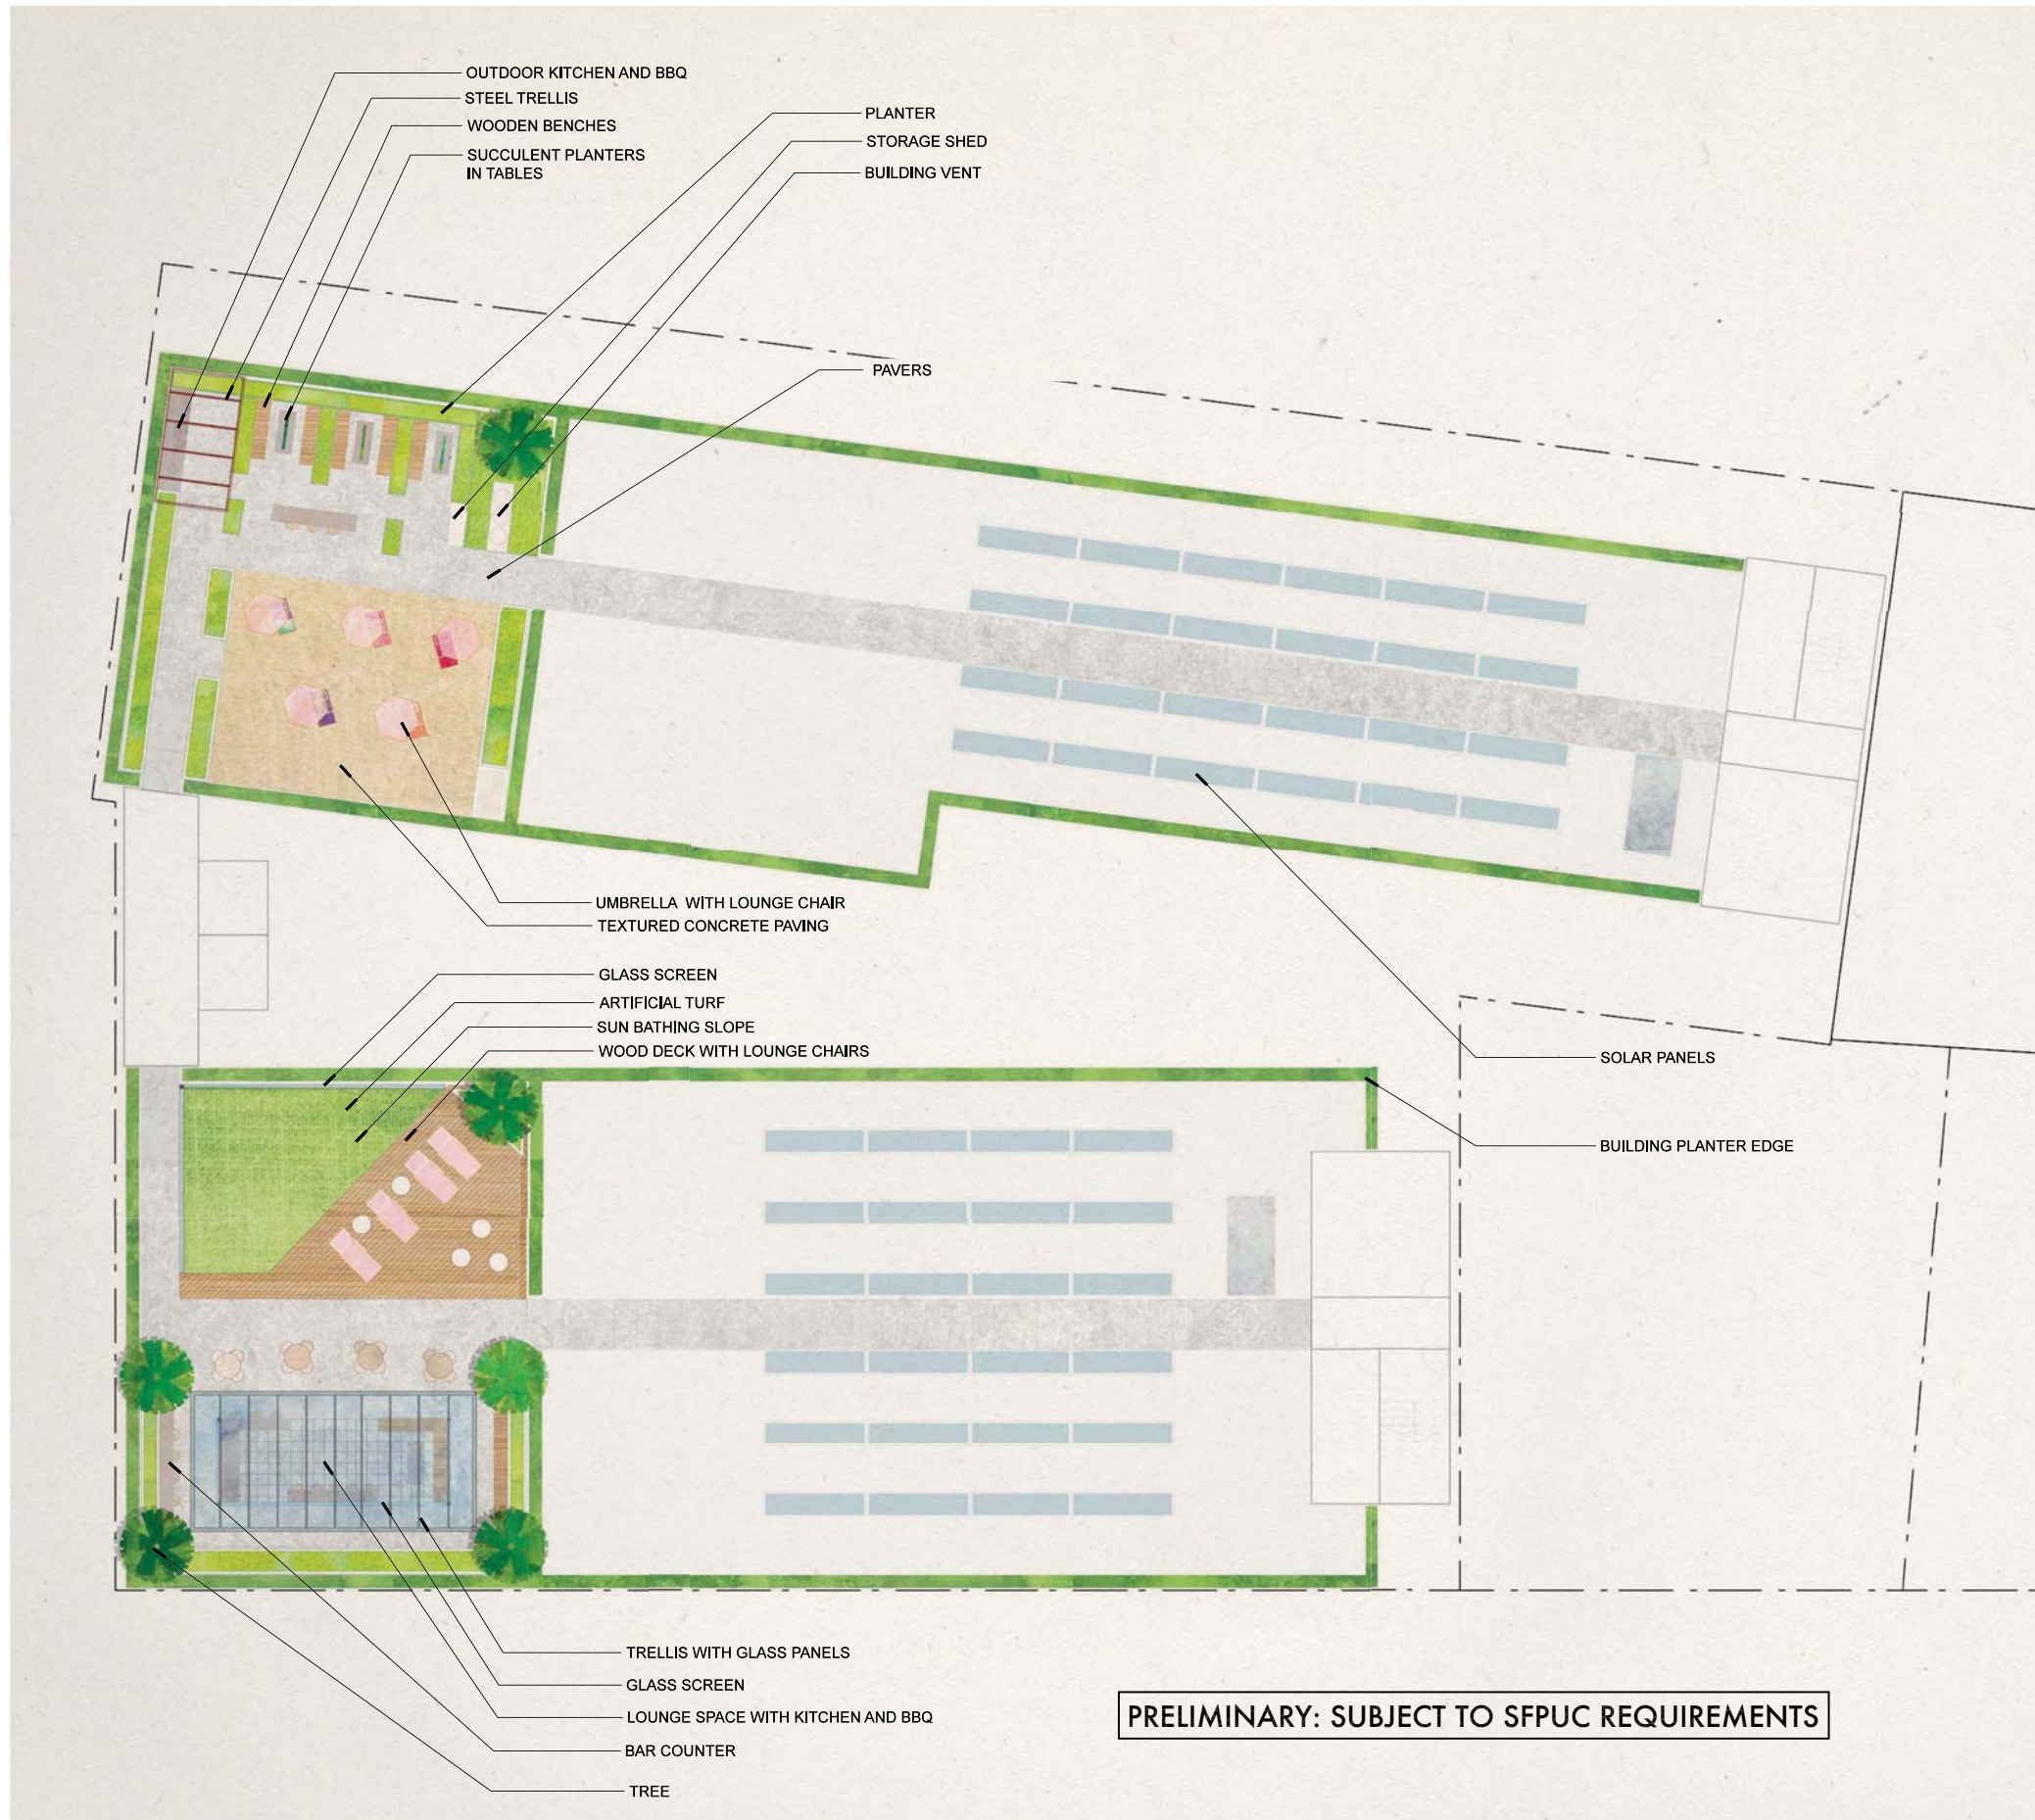 OUTDOOR KITCHEN AND BBQ
STEEL TRELLIS
WOODEN BENCHES
SUCCULENT PLANTERS
IN TABLES
PLANTER
STORAGE SHED
BUILDING VENT
PAVERS
UMBRELLA WITH LOUNGE CHAIR
TEXTURED CONCRETE PAVING
GLASS SCREEN
ARTIFICIAL TURF
SUN BATHING SLOPE
WOOD DECK WITH LOUNGE CHAIRS
SOLAR PANELS
BUILDING PLANTER EDGE
TRELLIS WITH GLASS PANELS
GLASS SCREEN
LOUNGE SPACE WITH KITCHEN AND BBQ
BAR COUNTER
TREE
PRELIMINARY: SUBJECT TO SFPUC REQUIREMENTS